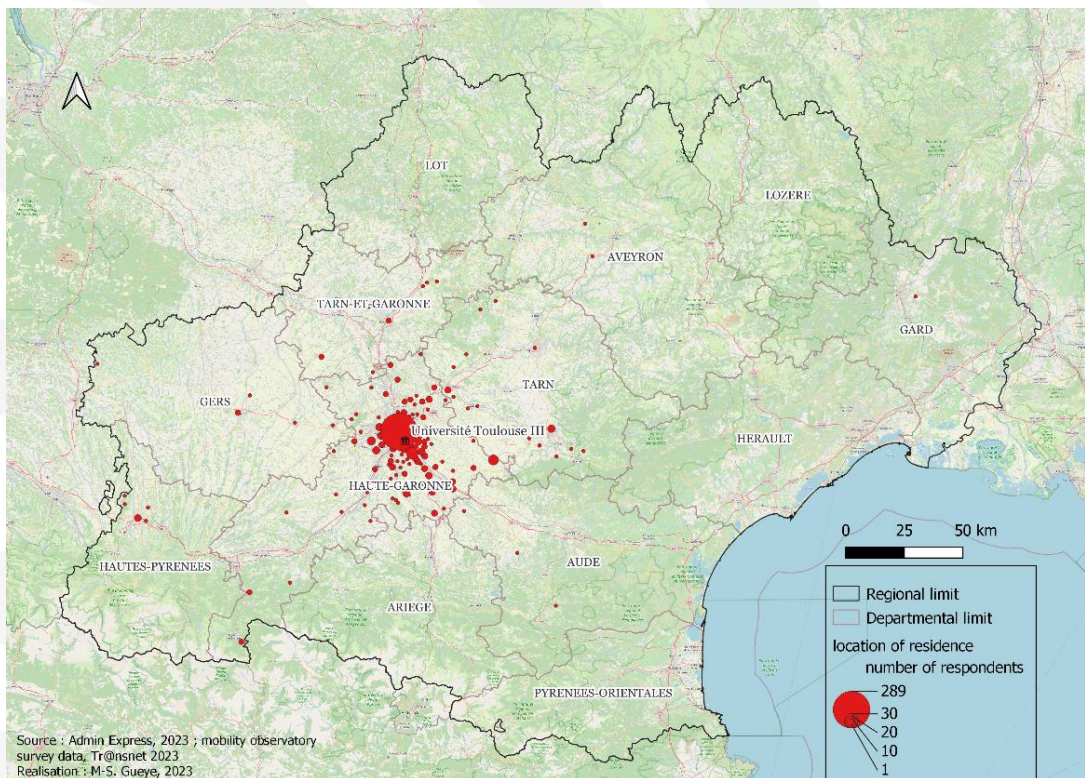 LOT
LOZERE
AVEYRON
TARN-ET-GARONNE
GARD
GERS
TARN
Université Toulouse III
HERAULT
HAUTE-GARONNE
HAUTES-PYRENEES
ARIEGE
AUDE
PYRENEES-ORIENTALES
0 25 50 km
Regional limit
Departmental limit
location of residence
number of respondents
289
30
20
10
1
Source : Admin Express, 2023 ; mobility observatory
survey data, Tr@nsnet 2023
Realisation : M-S. Gueye, 2023